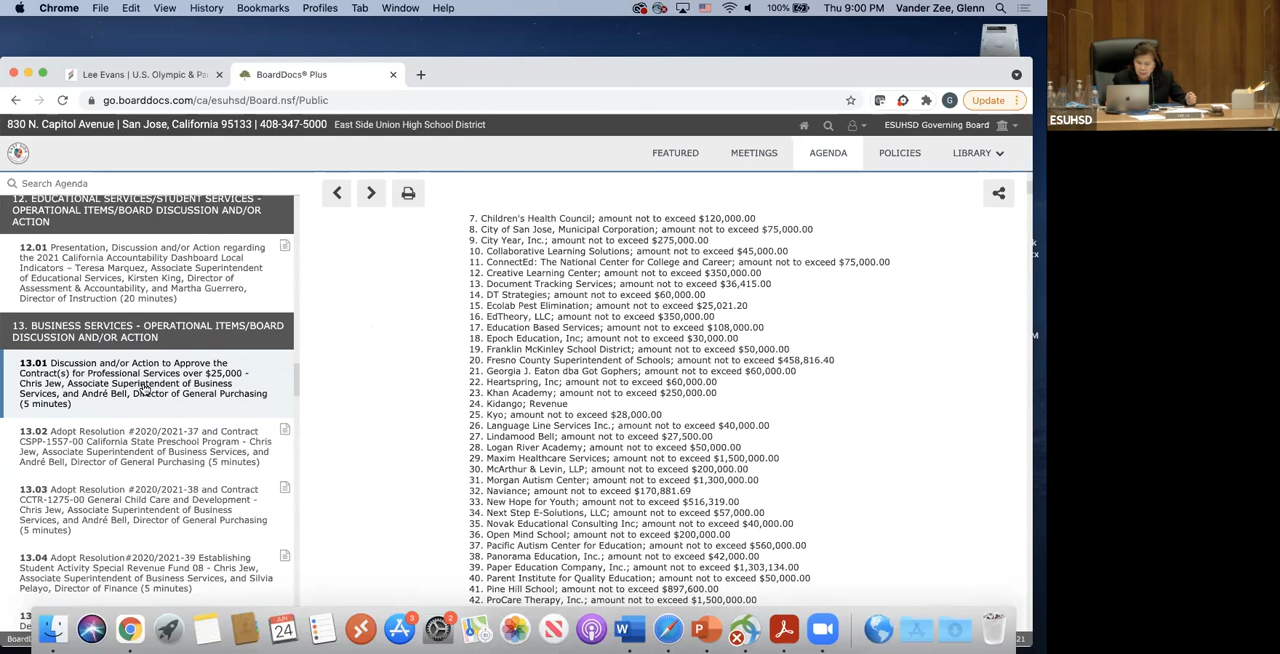 Chrome File Edit View History Bookmarks Profiles Tab Window Help 100% Thu 9:00 PM Vander Zee, Glenn
Lee Evans | U.S. Olympic & Pa
BoardDocs® Plus
go.boarddocs.com/ca/esuhsd/Board.nsf/Public
G
Update
830 N. Capitol Avenue | San Jose, California 95133 | 408-347-5000 East Side Union High School District
ESUHSD Governing Board
FEATURED MEETINGS AGENDA POLICIES LIBRARY
Search Agenda
12. EDUCATIONAL SERVICES/STUDENT SERVICES -
OPERATIONAL ITEMS/BOARD DISCUSSION AND/OR
ACTION
12.01 Presentation, Discussion and/or Action regarding
the 2021 California Accountability Dashboard Local
Indicators – Teresa Marquez, Associate Superintendent
of Educational Services, Kirsten King, Director of
Assessment & Accountability, and Martha Guerrero,
Director of Instruction (20 minutes)
13. BUSINESS SERVICES - OPERATIONAL ITEMS/BOARD
DISCUSSION AND/OR ACTION
13.01 Discussion and/or Action to Approve the
Contract(s) for Professional Services over $25,000 -
Chris Jew, Associate Superintendent of Business
Services, and André Bell, Director of General Purchasing
(5 minutes)
13.02 Adopt Resolution #2020/2021-37 and Contract
CSPP-1557-00 California State Preschool Program - Chris
Jew, Associate Superintendent of Business Services, and
André Bell, Director of General Purchasing (5 minutes)
13.03 Adopt Resolution #2020/2021-38 and Contract
CCTR-1275-00 General Child Care and Development -
Chris Jew, Associate Superintendent of Business
Services, and André Bell, Director of General Purchasing
(5 minutes)
13.04 Adopt Resolution#2020/2021-39 Establishing
Student Activity Special Revenue Fund 08 - Chris Jew,
Associate Superintendent of Business Services, and Silvia
Pelayo, Director of Finance (5 minutes)
7. Children's Health Council; amount not to exceed $120,000.00
8. City of San Jose, Municipal Corporation; amount not to exceed $75,000.00
9. City Year, Inc.; amount not to exceed $275,000.00
10. Collaborative Learning Solutions; amount not to exceed $45,000.00
11. ConnectEd: The National Center for College and Career; amount not to exceed $75,000.00
12. Creative Learning Center; amount not to exceed $350,000.00
13. Document Tracking Services; amount not to exceed $36,415.00
14. DT Strategies; amount not to exceed $60,000.00
15. Ecolab Pest Elimination; amount not to exceed $25,021.20
16. EdTheory, LLC; amount not to exceed $350,000.00
17. Education Based Services; amount not to exceed $108,000.00
18. Epoch Education, Inc; amount not to exceed $30,000.00
19. Franklin McKinley School District; amount not to exceed $50,000.00
20. Fresno County Superintendent of Schools; amount not to exceed $458,816.40
21. Georgia J. Eaton dba Got Gophers; amount not to exceed $60,000.00
22. Heartspring, Inc; amount not to exceed $60,000.00
23. Khan Academy; amount not to exceed $250,000.00
24. Kidango; Revenue
25. Kyo; amount not to exceed $28,000.00
26. Language Line Services Inc.; amount not to exceed $40,000.00
27. Lindamood Bell; amount not to exceed $27,500.00
28. Logan River Academy; amount not to exceed $50,000.00
29. Maxim Healthcare Services; amount not to exceed $1,500,000.00
30. McArthur & Levin, LLP; amount not to exceed $200,000.00
31. Morgan Autism Center; amount not to exceed $1,300,000.00
32. Naviance; amount not to exceed $170,881.69
33. New Hope for Youth; amount not to exceed $516,319.00
34. Next Step E-Solutions, LLC; amount not to exceed $57,000.00
35. Novak Educational Consulting Inc; amount not to exceed $40,000.00
36. Open Mind School; amount not to exceed $200,000.00
37. Pacific Autism Center for Education; amount not to exceed $560,000.00
38. Panorama Education, Inc.; amount not to exceed $42,000.00
39. Paper Education Company, Inc.; amount not to exceed $1,303,134.00
40. Parent Institute for Quality Education; amount not to exceed $50,000.00
41. Pine Hill School; amount not to exceed $897,600.00
42. ProCare Therapy, Inc.; amount not to exceed $1,500,000.00
ESUHSD
JUN
24
3
2
21